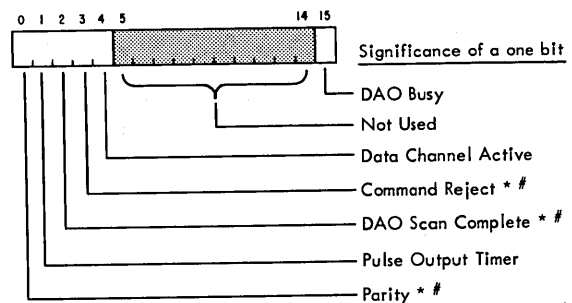 0 1 2 3 4 5 14 15
Significance of a one bit
DAO Busy
Not Used
Data Channel Active
Command Reject * #
DAO Scan Complete * #
Pulse Output Timer
Parity * #